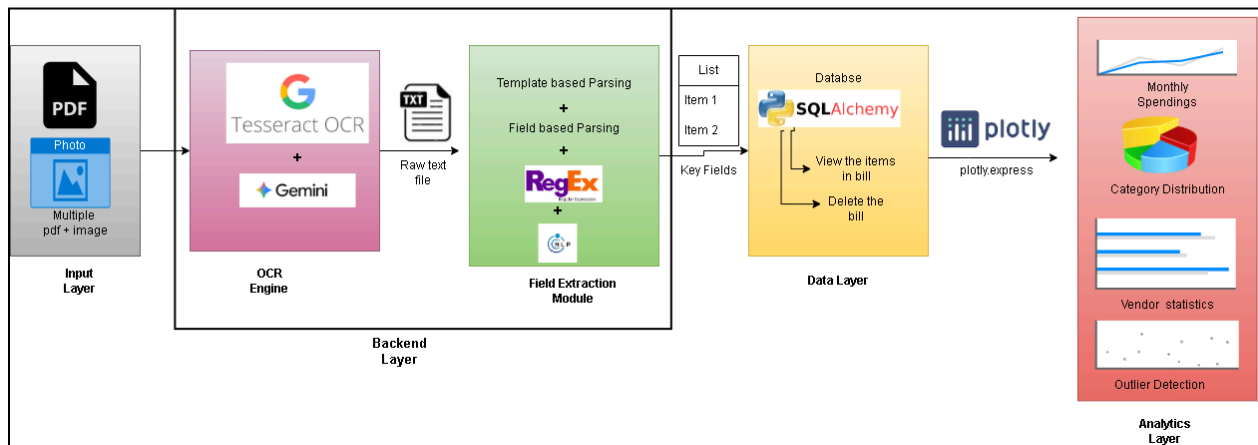 PDF
Photo
Multiple
pdf + image
Input
Layer
Tesseract OCR
+
Gemini
OCR
Engine
TXT
Raw text
file
Template based Parsing
+
Field based Parsing
+
RegEx
+
NLP
Field Extraction
Module
Backend
Layer
List
Item 1
Item 2
Key Fields
Databse
SQLAlchemy
View the items
in bill
Delete the
bill
Data Layer
plotly
plotly.express
Monthly
Spendings
Category Distribution
Vendor statistics
Outlier Detection
Analytics
Layer